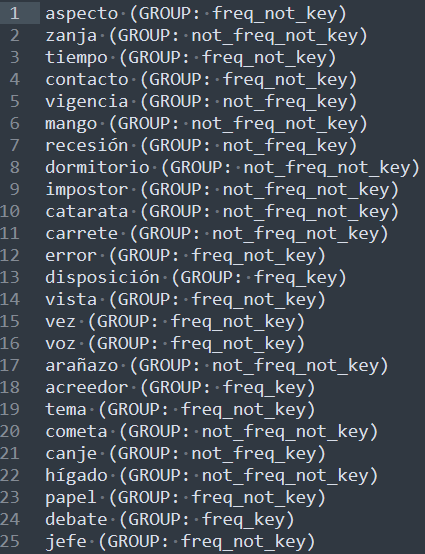 1 aspecto (GROUP: freq_not_key)
2 zanja (GROUP: not_freq_not_key)
3 tiempo (GROUP: freq_not_key)
4 contacto (GROUP: freq_not_key)
5 vigencia (GROUP: not_freq_not_key)
6 mango (GROUP: not_freq_not_key)
7 recesión (GROUP: not_freq_not_key)
8 dormitorio (GROUP: not_freq_not_key)
9 impostor (GROUP: not_freq_not_key)
10 catarata (GROUP: not_freq_not_key)
11 carrete (GROUP: not_freq_not_key)
12 error (GROUP: freq_not_key)
13 disposición (GROUP: freq_key)
14 vista (GROUP: freq_not_key)
15 vez (GROUP: freq_not_key)
16 voz (GROUP: freq_not_key)
17 arañazo (GROUP: not_freq_not_key)
18 acreedor (GROUP: freq_key)
19 tema (GROUP: freq_not_key)
20 cometa (GROUP: not_freq_not_key)
21 canje (GROUP: freq_key)
22 hígado (GROUP: not_freq_not_key)
23 papel (GROUP: freq_not_key)
24 debate (GROUP: freq_key)
25 jefe (GROUP: freq_not_key)